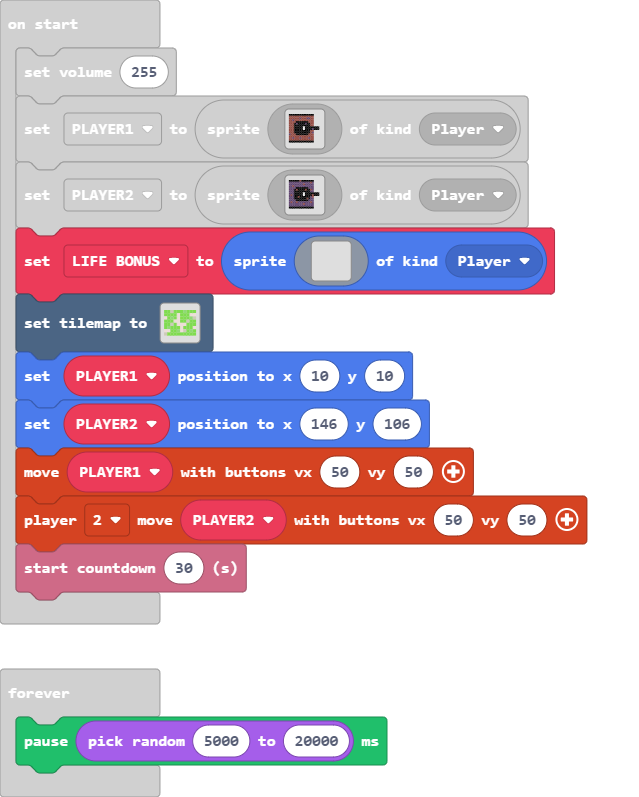 on start
set volume 255
set PLAYER1 to sprite of kind Player
set PLAYER2 to sprite of kind Player
set LIFE BONUS to sprite of kind Player
set tilemap to
set PLAYER1 position to x 10 y 10
set PLAYER2 position to x 146 y 106
move PLAYER1 with buttons vx 50 vy 50
player 2 move PLAYER2 with buttons vx 50 vy 50
start countdown 30 (s)
forever
pause pick random 5000 to 20000 ms